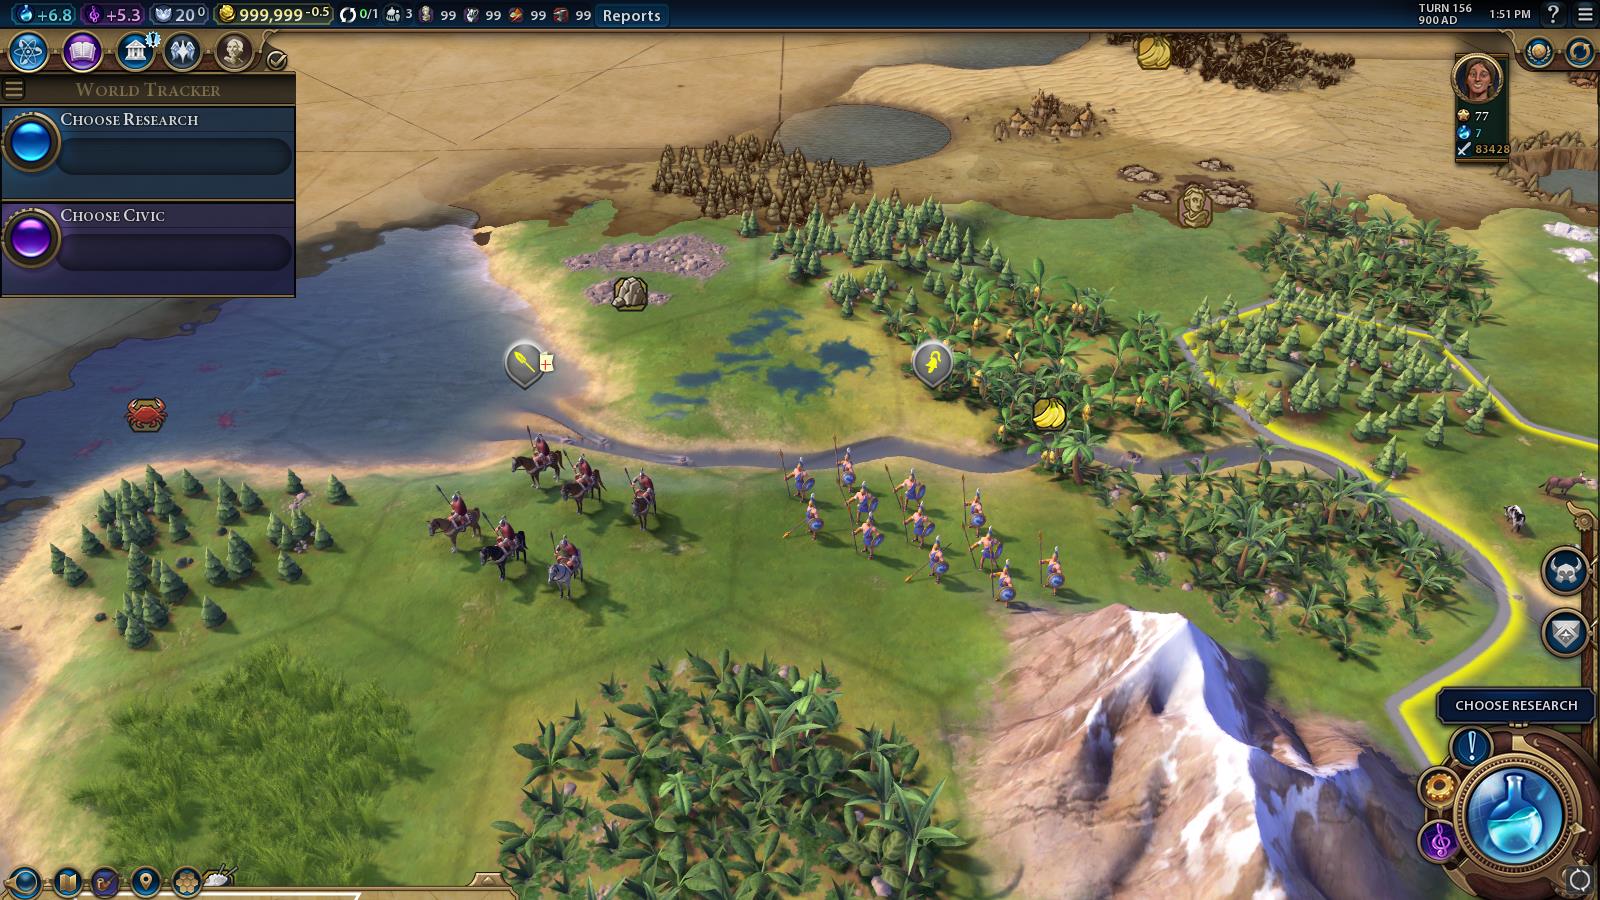 +6.8 +5.3 20 0 999,999 -0.5 0/1 3 99 99 99 99 Reports
TURN 156
900 AD
1:51 PM ?
WORLD TRACKER
CHOOSE RESEARCH
CHOOSE CIVIC
77
7
83428
CHOOSE RESEARCH
!